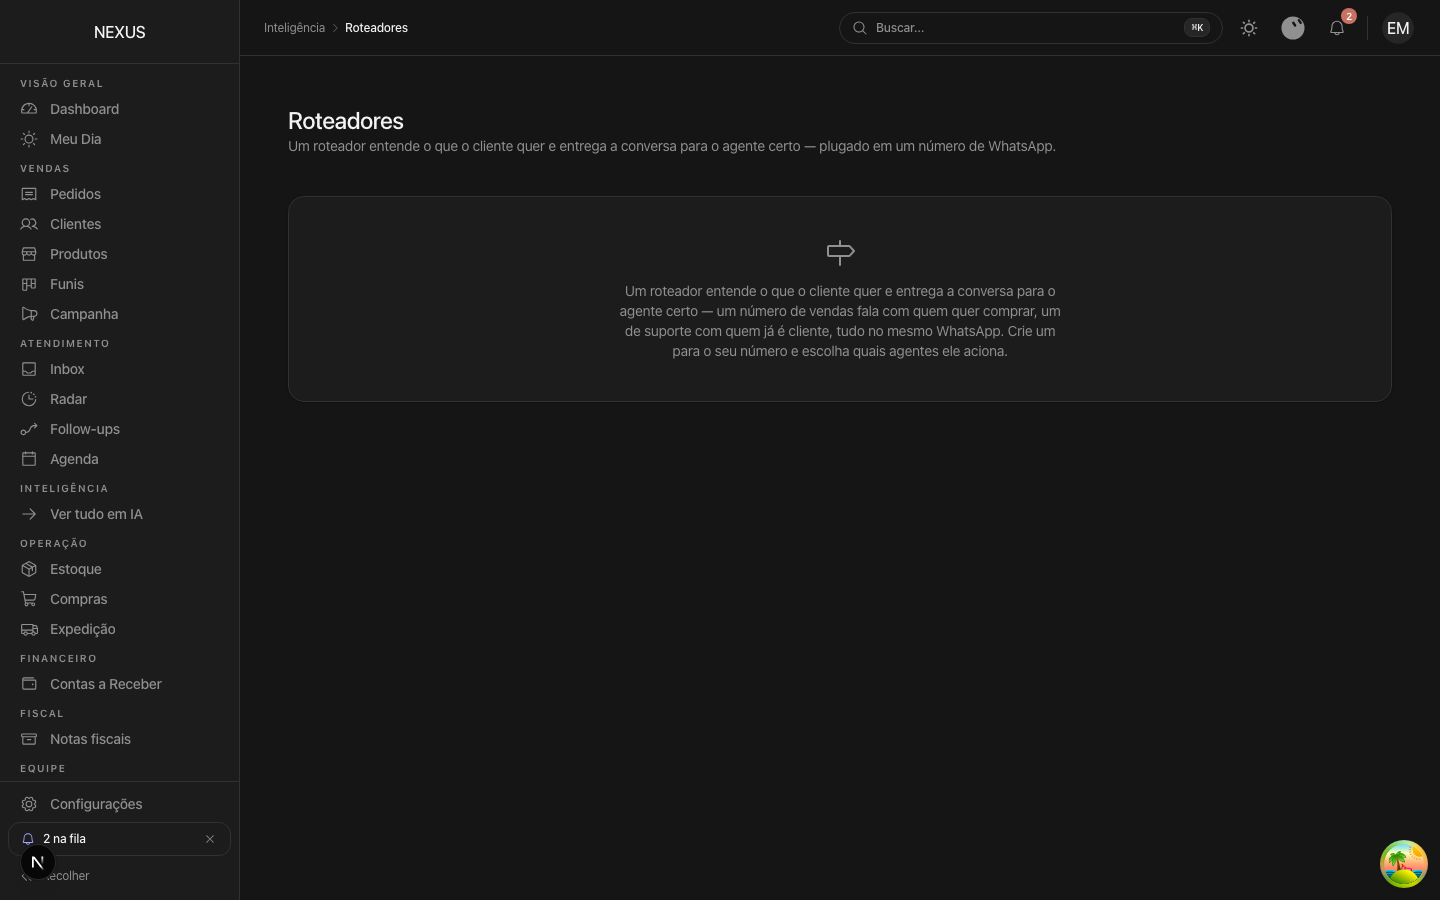 NEXUS
Inteligência > Roteadores
Buscar...
⌘K
2
EM
VISÃO GERAL
Dashboard
Meu Dia
VENDAS
Pedidos
Clientes
Produtos
Funis
Campanha
ATENDIMENTO
Inbox
Radar
Follow-ups
Agenda
INTELIGÊNCIA
Ver tudo em IA
OPERAÇÃO
Estoque
Compras
Expedição
FINANCEIRO
Contas a Receber
FISCAL
Notas fiscais
EQUIPE
Configurações
2 na fila
N
Roteadores
Um roteador entende o que o cliente quer e entrega a conversa para o agente certo — plugado em um número de WhatsApp.
Um roteador entende o que o cliente quer e entrega a conversa para o
agente certo — um número de vendas fala com quem quer comprar, um
de suporte com quem já é cliente, tudo no mesmo WhatsApp. Crie um
para o seu número e escolha quais agentes ele aciona.